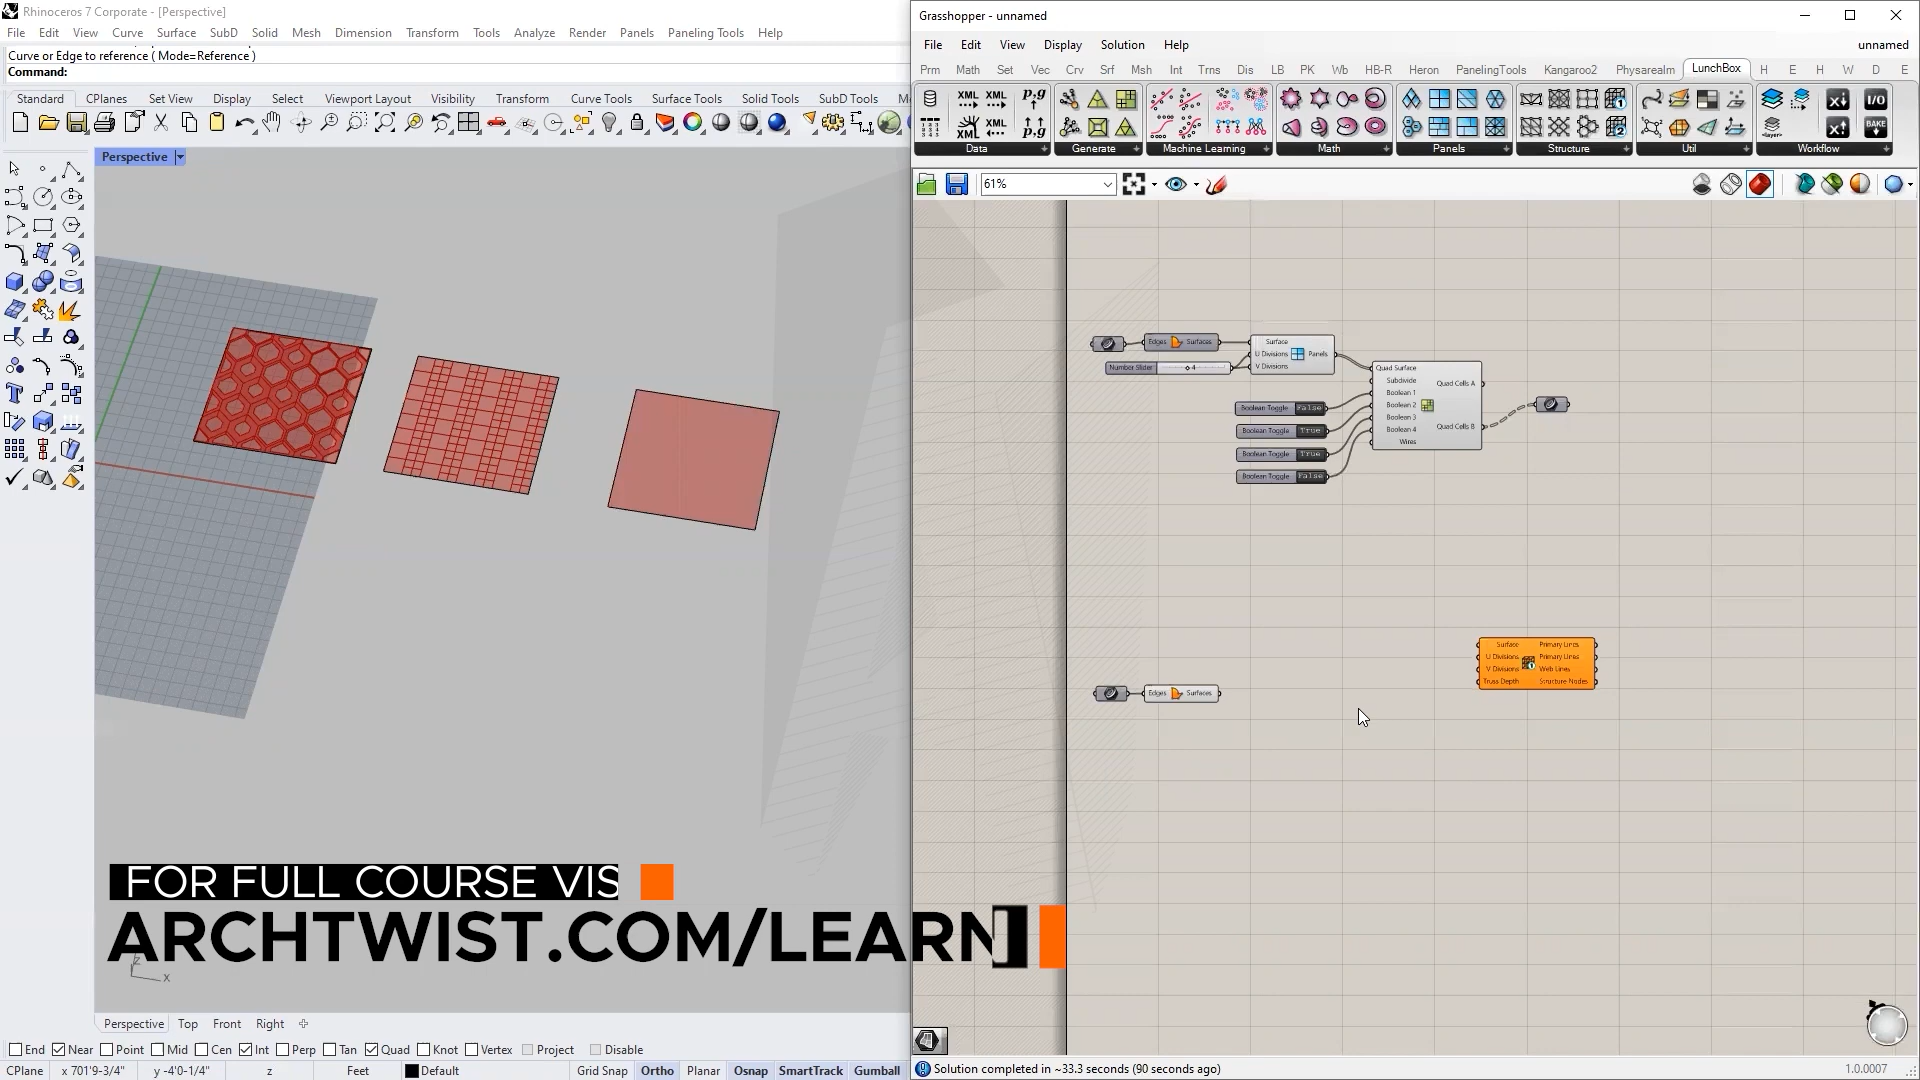 Rhinoceros 7 Corporate - [Perspective]
File Edit View Curve Surface SubD Solid Mesh Dimension Transform Tools Analyze Render Panels Paneling Tools Help
Curve or Edge to reference ( Mode=Reference )
Command:
Standard CPlanes Set View Display Select Viewport Layout Visibility Transform Curve Tools Surface Tools Solid Tools SubD Tools
Perspective
FOR FULL COURSE VIS
ARCHTWIST.COM/LEARN
z
x
Perspective Top Front Right
End Near Point Mid Cen Int Perp Tan Quad Knot Vertex Project Disable
CPlane x 701'9-3/4" y -4'0-1/4" z Feet Default Grid Snap Ortho Planar Osnap SmartTrack Gumball
Grasshopper - unnamed
File Edit View Display Solution Help unnamed
Prm Math Set Vec Crv Srf Msh Int Trns Dis LB PK Wb HB-R Heron PanelingTools Kangaroo2 Physarealm LunchBox H E H W D E
XML XML p,g
XML XML p,g
I/O
BAKE
Data Generate Machine Learning Math Panels Structure Util Workflow
61%
Edges Surfaces
Number Slider 4
Surface
U Divisions Panels
V Divisions
Boolean Toggle False
Boolean Toggle True
Boolean Toggle True
Boolean Toggle False
Quad Surface
Subdivide Quad Cells A
Boolean 1
Boolean 2
Boolean 3
Boolean 4 Quad Cells B
Wires
Surface Primary Lines
U Divisions Primary Lines
V Divisions Web Lines
Truss Depth Structure Nodes
Edges Surfaces
Solution completed in ~33.3 seconds (90 seconds ago)
1.0.0007